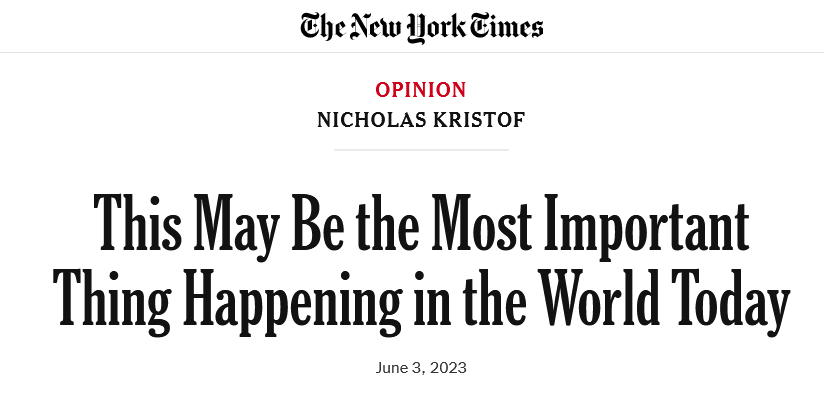 The New York Times
OPINION
NICHOLAS KRISTOF
This May Be the Most Important
Thing Happening in the World Today
June 3, 2023